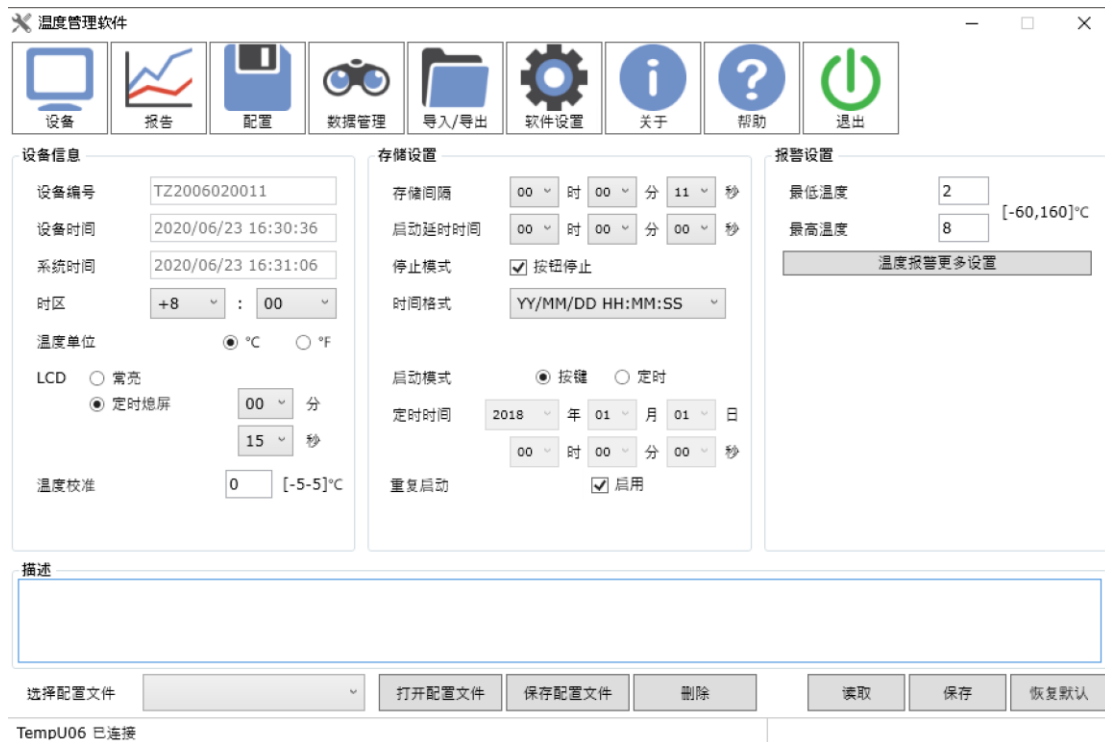 温度管理软件
设备 报告 配置 数据管理 导入/导出 软件设置 关于 帮助 退出
设备信息
设备编号 TZ2006020011
设备时间 2020/06/23 16:30:36
系统时间 2020/06/23 16:31:06
时区 +8 : 00
温度单位 °C °F
LCD 常亮
定时熄屏 00 分
15 秒
温度校准 0 [-5-5]°C
存储设置
存储间隔 00 时 00 分 11 秒
启动延时时间 00 时 00 分 00 秒
停止模式 按钮停止
时间格式 YY/MM/DD HH:MM:SS
启动模式 按键 定时
定时时间 2018 年 01 月 01 日
00 时 00 分 00 秒
重复启动 启用
报警设置
最低温度 2
[-60,160]°C
最高温度 8
温度报警更多设置
描述
选择配置文件 打开配置文件 保存配置文件 删除 读取 保存 恢复默认
TempU06 已连接